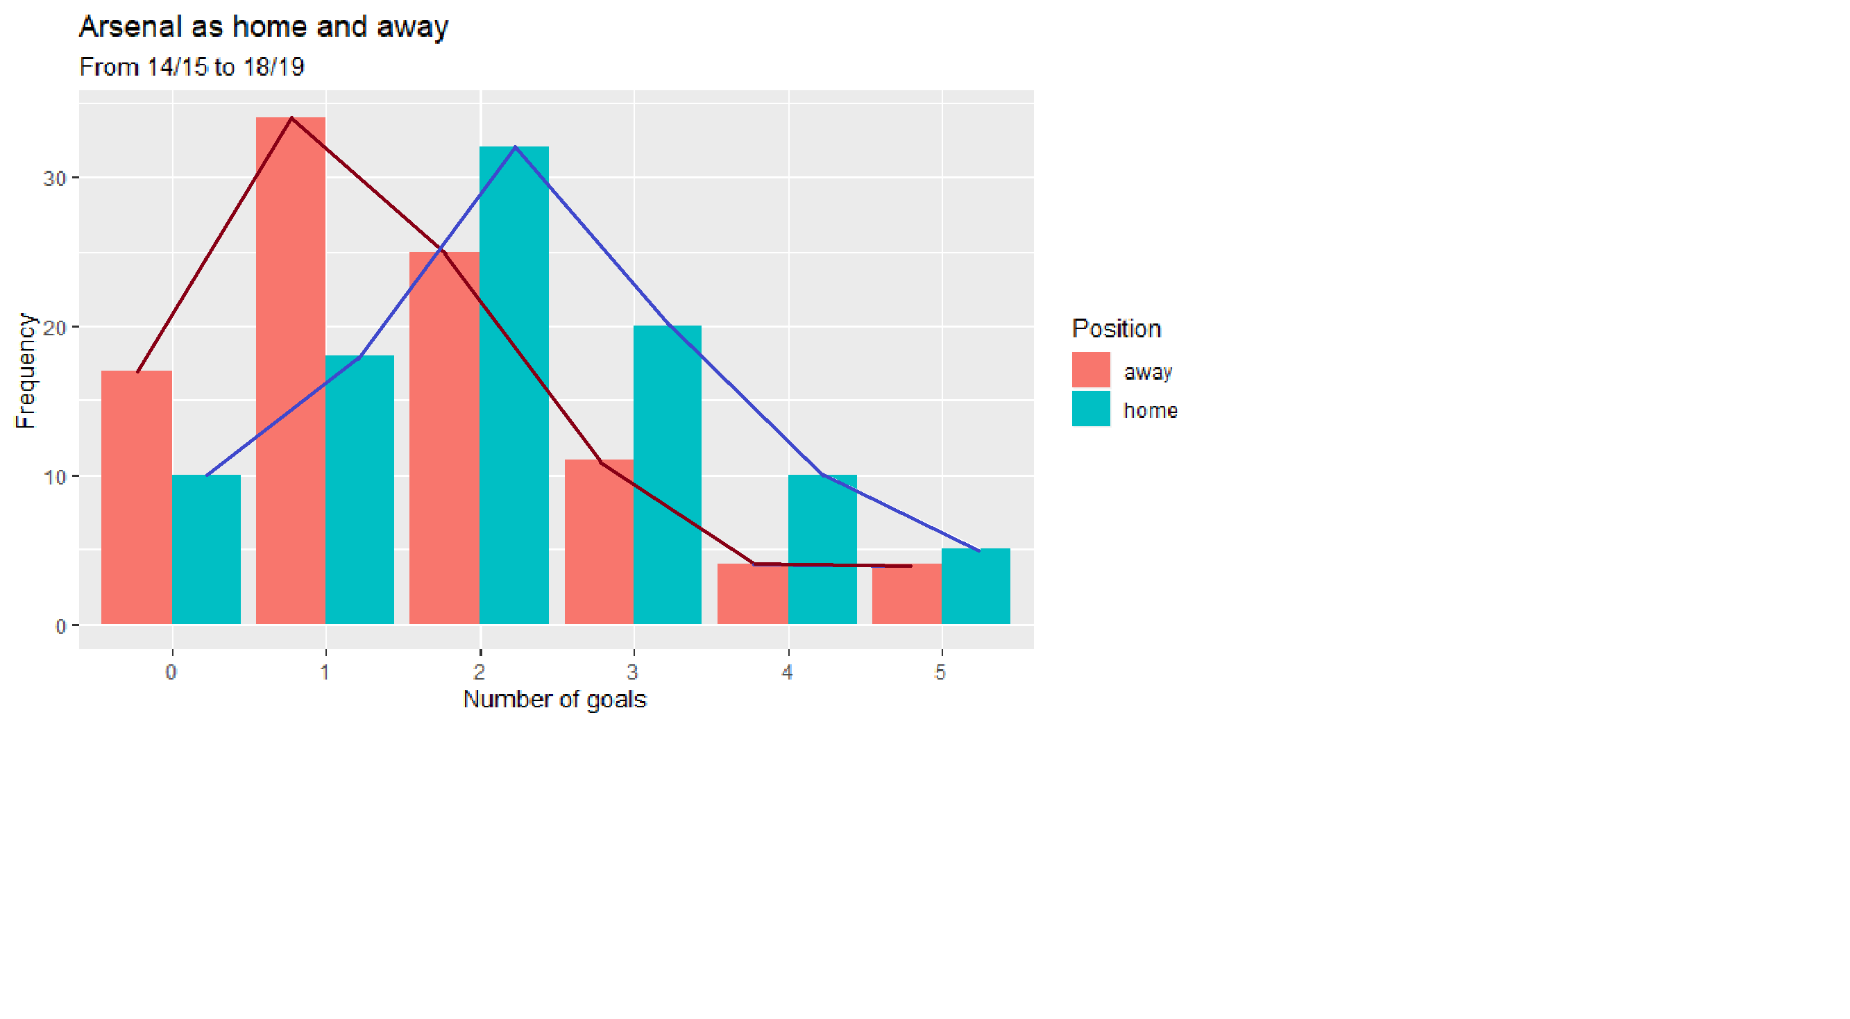 Arsenal as home and away
From 14/15 to 18/19
Frequency
30
20
10
0
0 1 2 3 4 5
Number of goals
Position
away
home